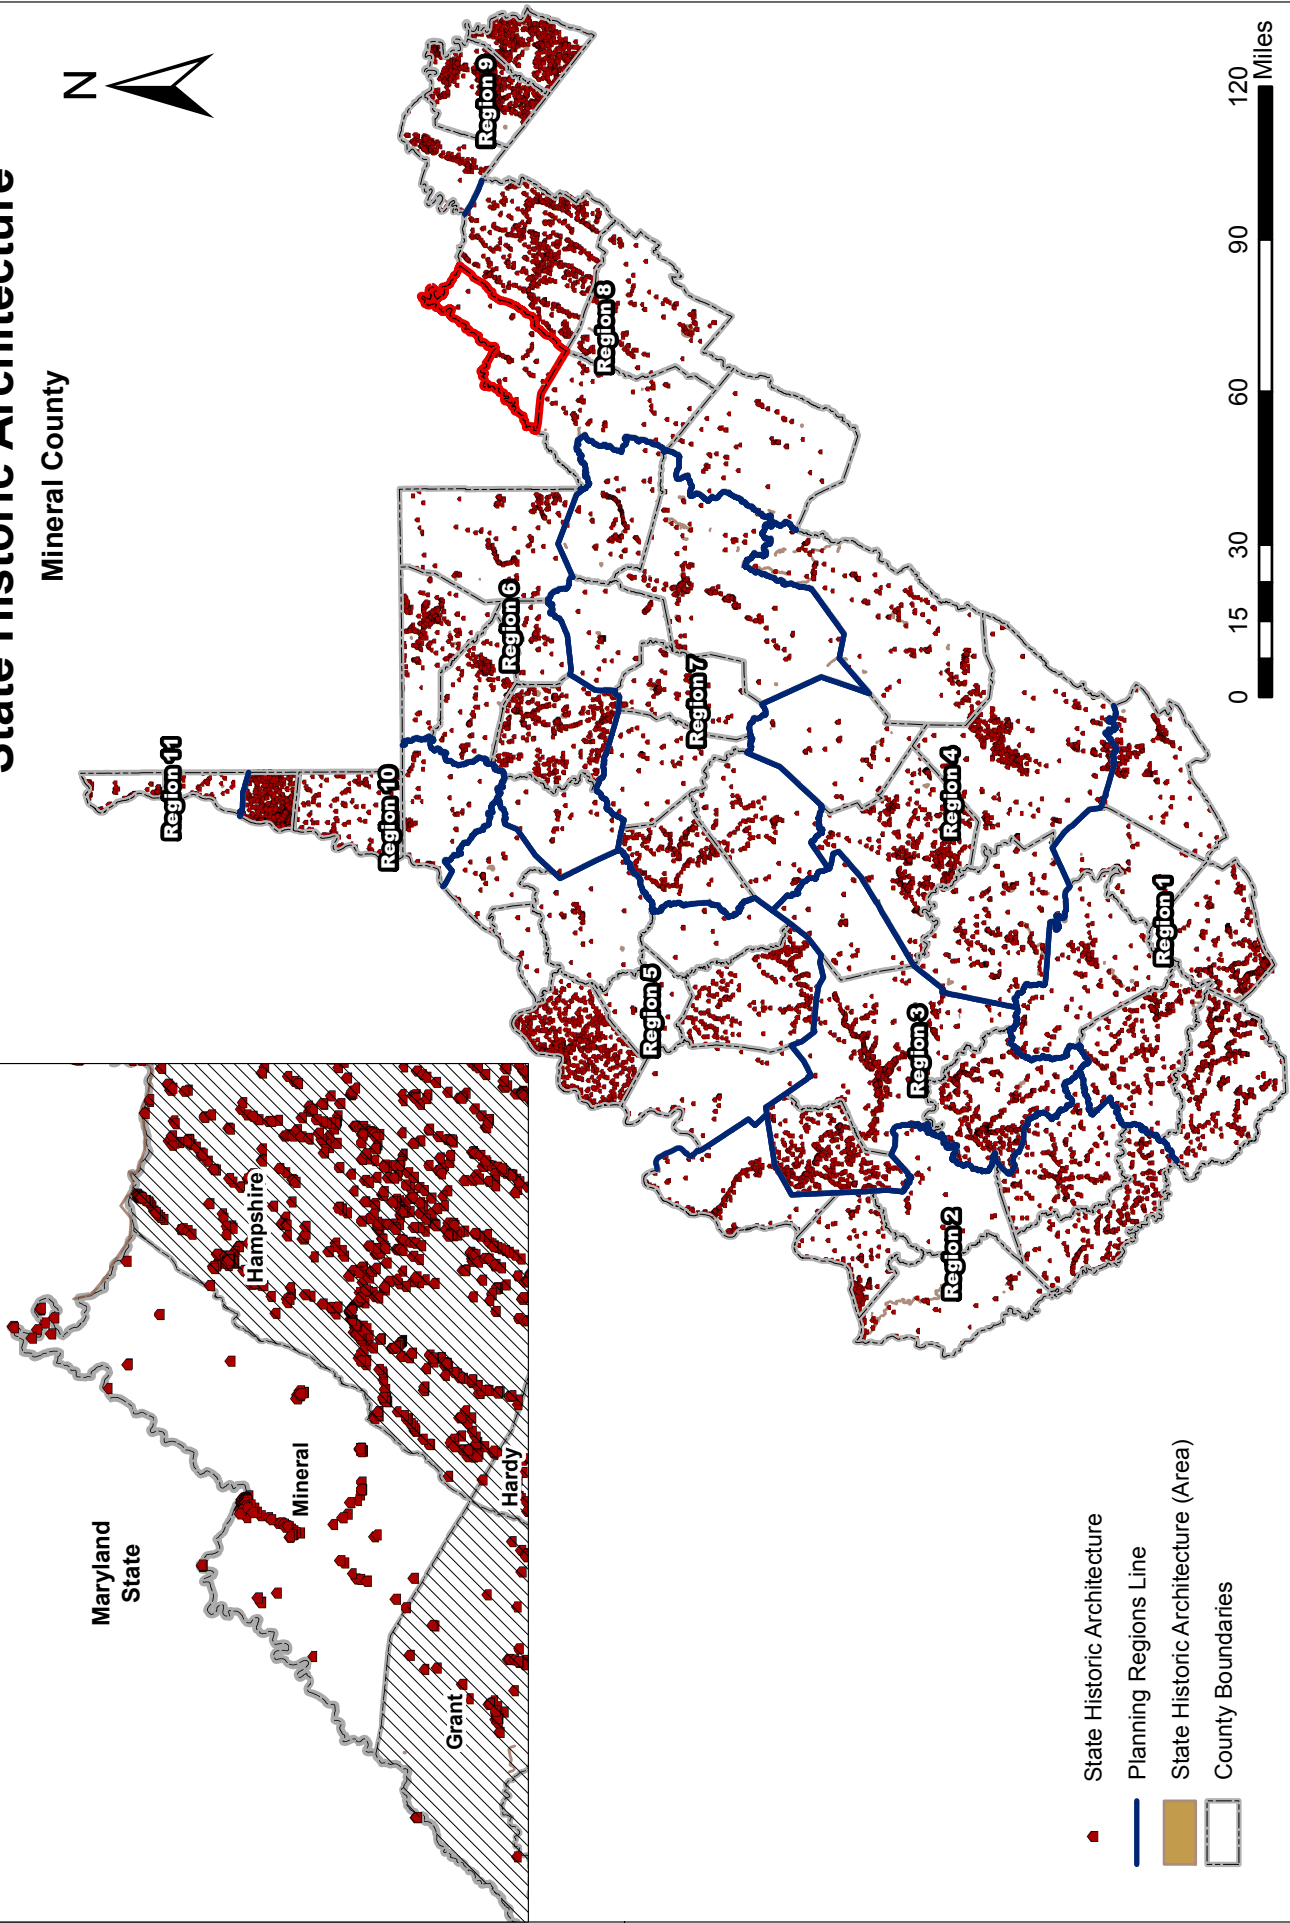 State Historic Architecture
Mineral County
N
Maryland
State
Mineral
Hampshire
Hardy
Grant
Region 11
Region 10
Region 9
Region 8
Region 6
Region 7
Region 5
Region 4
Region 3
Region 2
Region 1
State Historic Architecture
Planning Regions Line
State Historic Architecture (Area)
County Boundaries
0 15 30 60 90 120
Miles